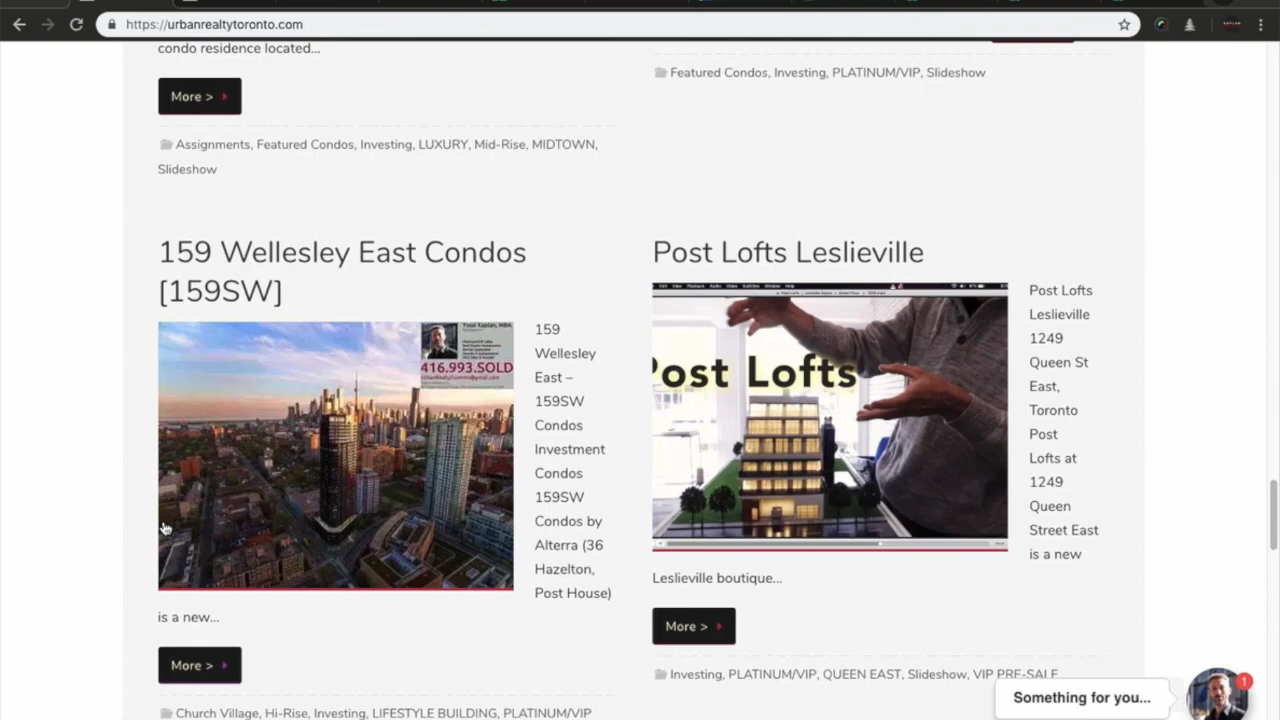 https://urbanrealtytoronto.com
condo residence located...
More >
Assignments, Featured Condos, Investing, LUXURY, Mid-Rise, MIDTOWN,
Slideshow
Featured Condos, Investing, PLATINUM/VIP, Slideshow
159 Wellesley East Condos
[159SW]
Yossi Kaplan, MBA
416.993.SOLD
159
Wellesley
East –
159SW
Condos
Investment
Condos
159SW
Condos by
Alterra (36
Hazelton,
Post House)
is a new...
More >
Church Village, Hi-Rise, Investing, LIFESTYLE BUILDING, PLATINUM/VIP
Post Lofts Leslieville
Post Lofts
Post Lofts
Leslieville
1249
Queen St
East,
Toronto
Post
Lofts at
1249
Queen
Street East
is a new
Leslieville boutique...
More >
Investing, PLATINUM/VIP, QUEEN EAST, Slideshow, VIP PRE-SALE
Something for you...
1